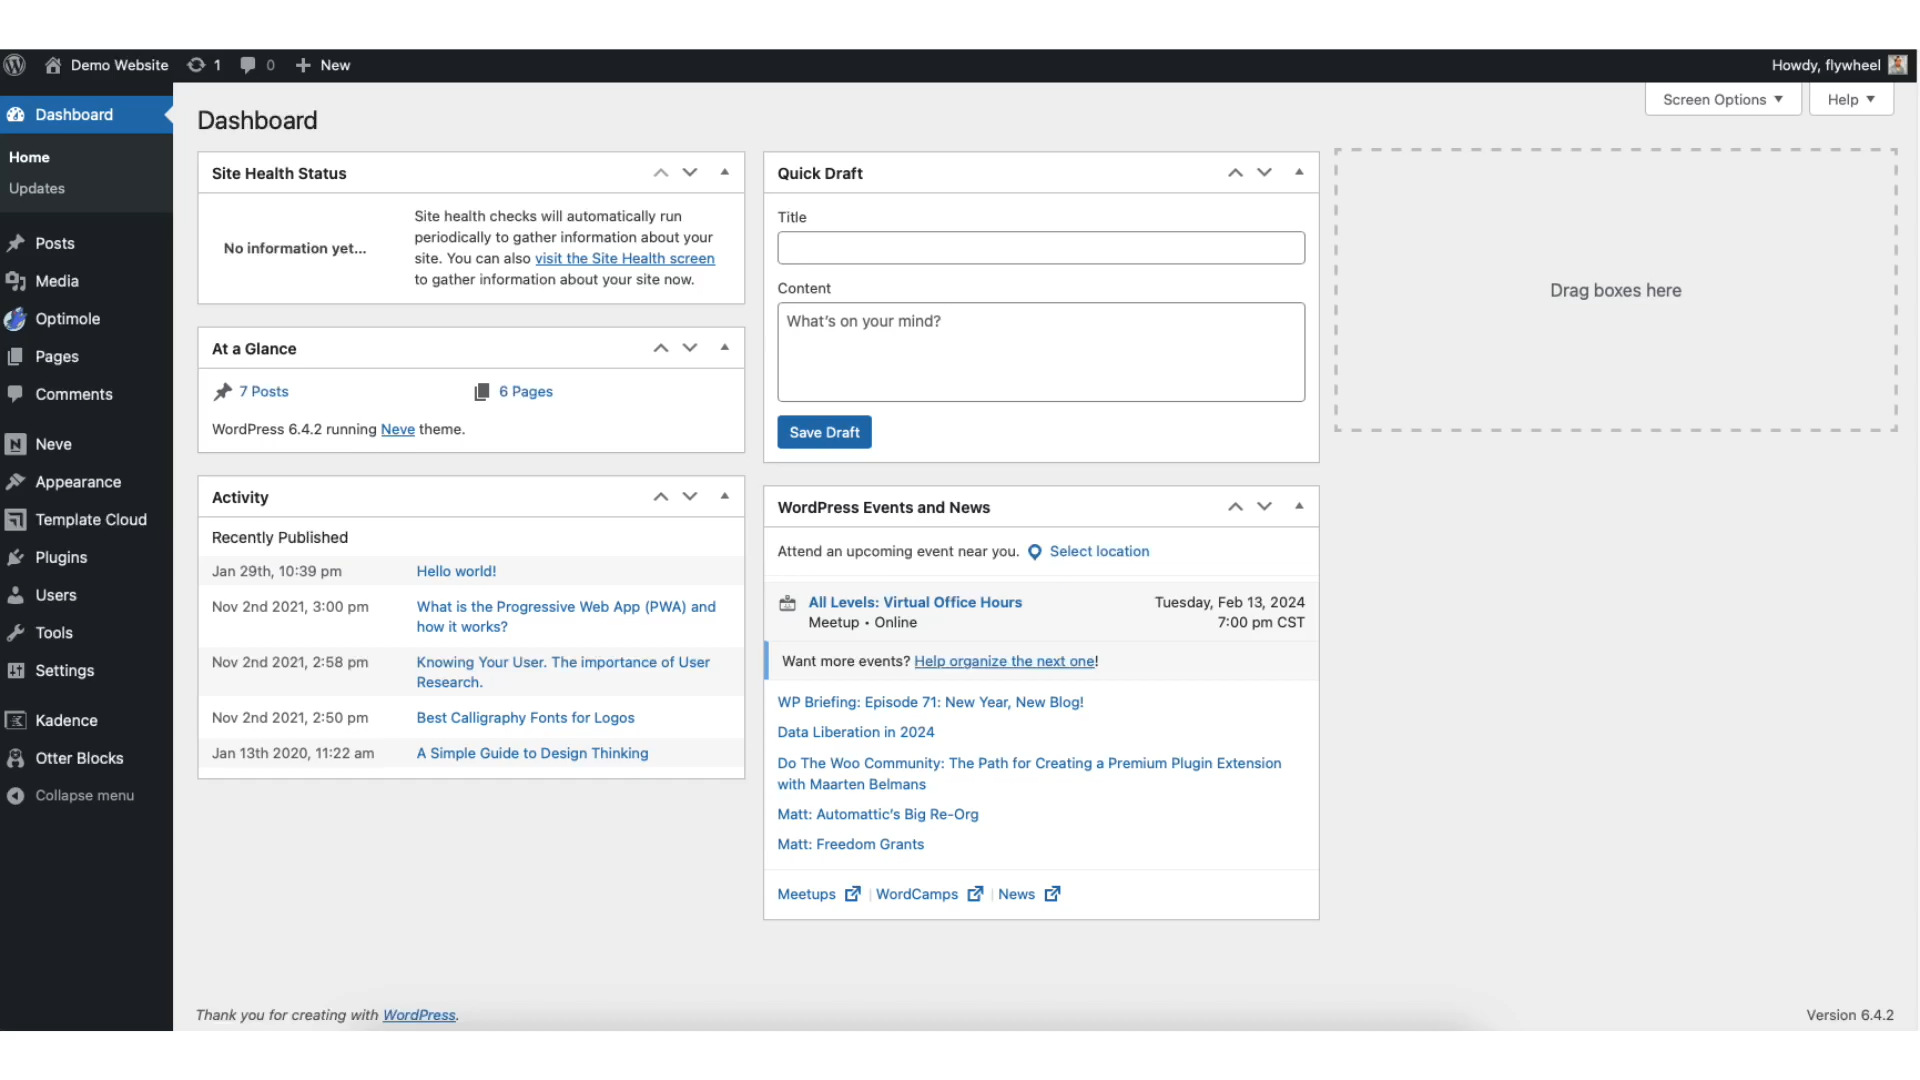 Demo Website 1 0 New Howdy, flywheel
Dashboard
Home
Updates
Posts
Media
Optimole
Pages
Comments
Neve
Appearance
Template Cloud
Plugins
Users
Tools
Settings
Kadence
Otter Blocks
Collapse menu
Screen Options Help
Dashboard
Site Health Status
No information yet...
Site health checks will automatically run
periodically to gather information about your
site. You can also visit the Site Health screen
to gather information about your site now.
At a Glance
7 Posts 6 Pages
WordPress 6.4.2 running Neve theme.
Activity
Recently Published
Jan 29th, 10:39 pm Hello world!
Nov 2nd 2021, 3:00 pm What is the Progressive Web App (PWA) and
how it works?
Nov 2nd 2021, 2:58 pm Knowing Your User. The importance of User
Research.
Nov 2nd 2021, 2:50 pm Best Calligraphy Fonts for Logos
Jan 13th 2020, 11:22 am A Simple Guide to Design Thinking
Quick Draft
Title
Content
What's on your mind?
Save Draft
WordPress Events and News
Attend an upcoming event near you. Select location
All Levels: Virtual Office Hours Tuesday, Feb 13, 2024
Meetup • Online 7:00 pm CST
Want more events? Help organize the next one!
WP Briefing: Episode 71: New Year, New Blog!
Data Liberation in 2024
Do The Woo Community: The Path for Creating a Premium Plugin Extension
with Maarten Belmans
Matt: Automattic's Big Re-Org
Matt: Freedom Grants
Meetups | WordCamps | News
Drag boxes here
Thank you for creating with WordPress. Version 6.4.2